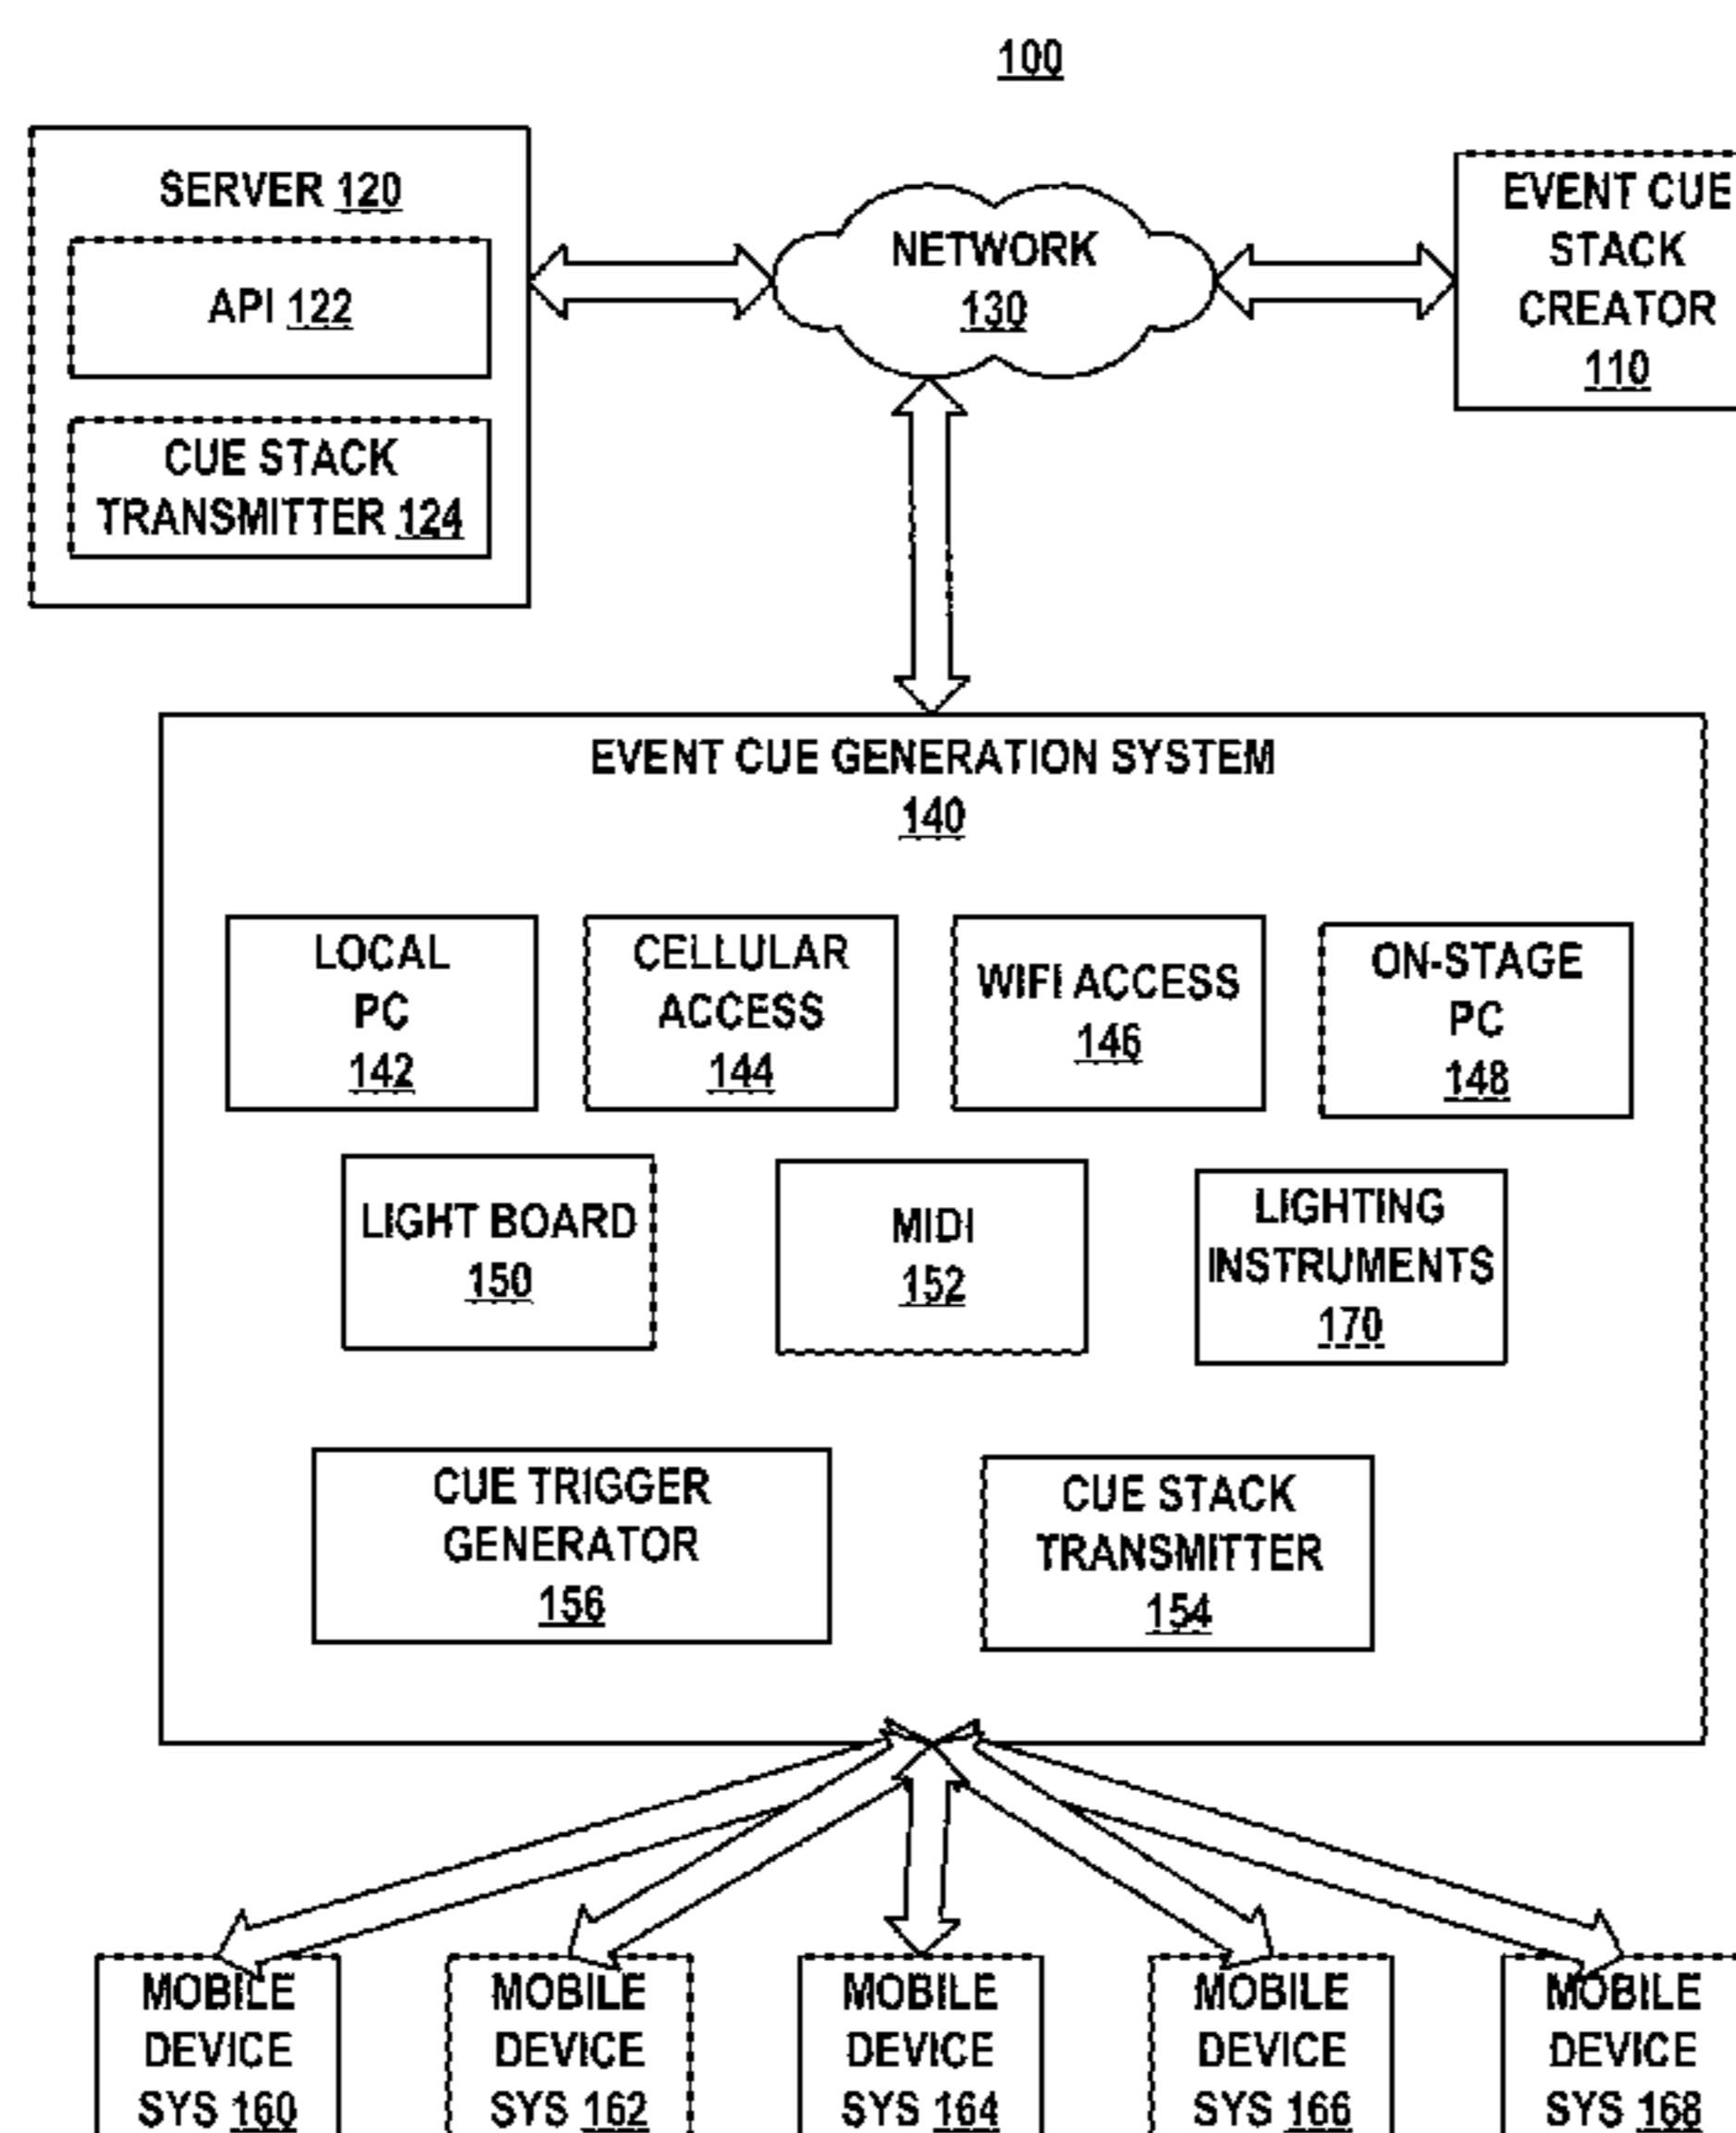 100
SERVER 120
API 122
CUE STACK
TRANSMITTER 124
NETWORK
130
EVENT CUE
STACK
CREATOR
110
EVENT CUE GENERATION SYSTEM
140
LOCAL
PC
142
CELLULAR
ACCESS
144
WIFI ACCESS
146
ON-STAGE
PC
148
LIGHT BOARD
150
MIDI
152
LIGHTING
INSTRUMENTS
170
CUE TRIGGER
GENERATOR
156
CUE STACK
TRANSMITTER
154
MOBILE
DEVICE
SYS 160
MOBILE
DEVICE
SYS 162
MOBILE
DEVICE
SYS 164
MOBILE
DEVICE
SYS 166
MOBILE
DEVICE
SYS 168